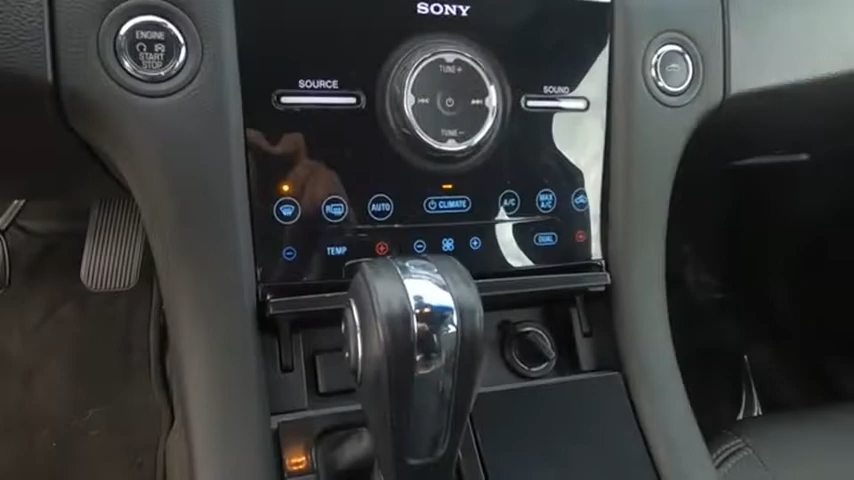 SONY
ENGINE
START
STOP
SOURCE
TUNE+
SOUND
TUNE−
R
AUTO
CLIMATE
A/C
MAX
A/C
TEMP
DUAL